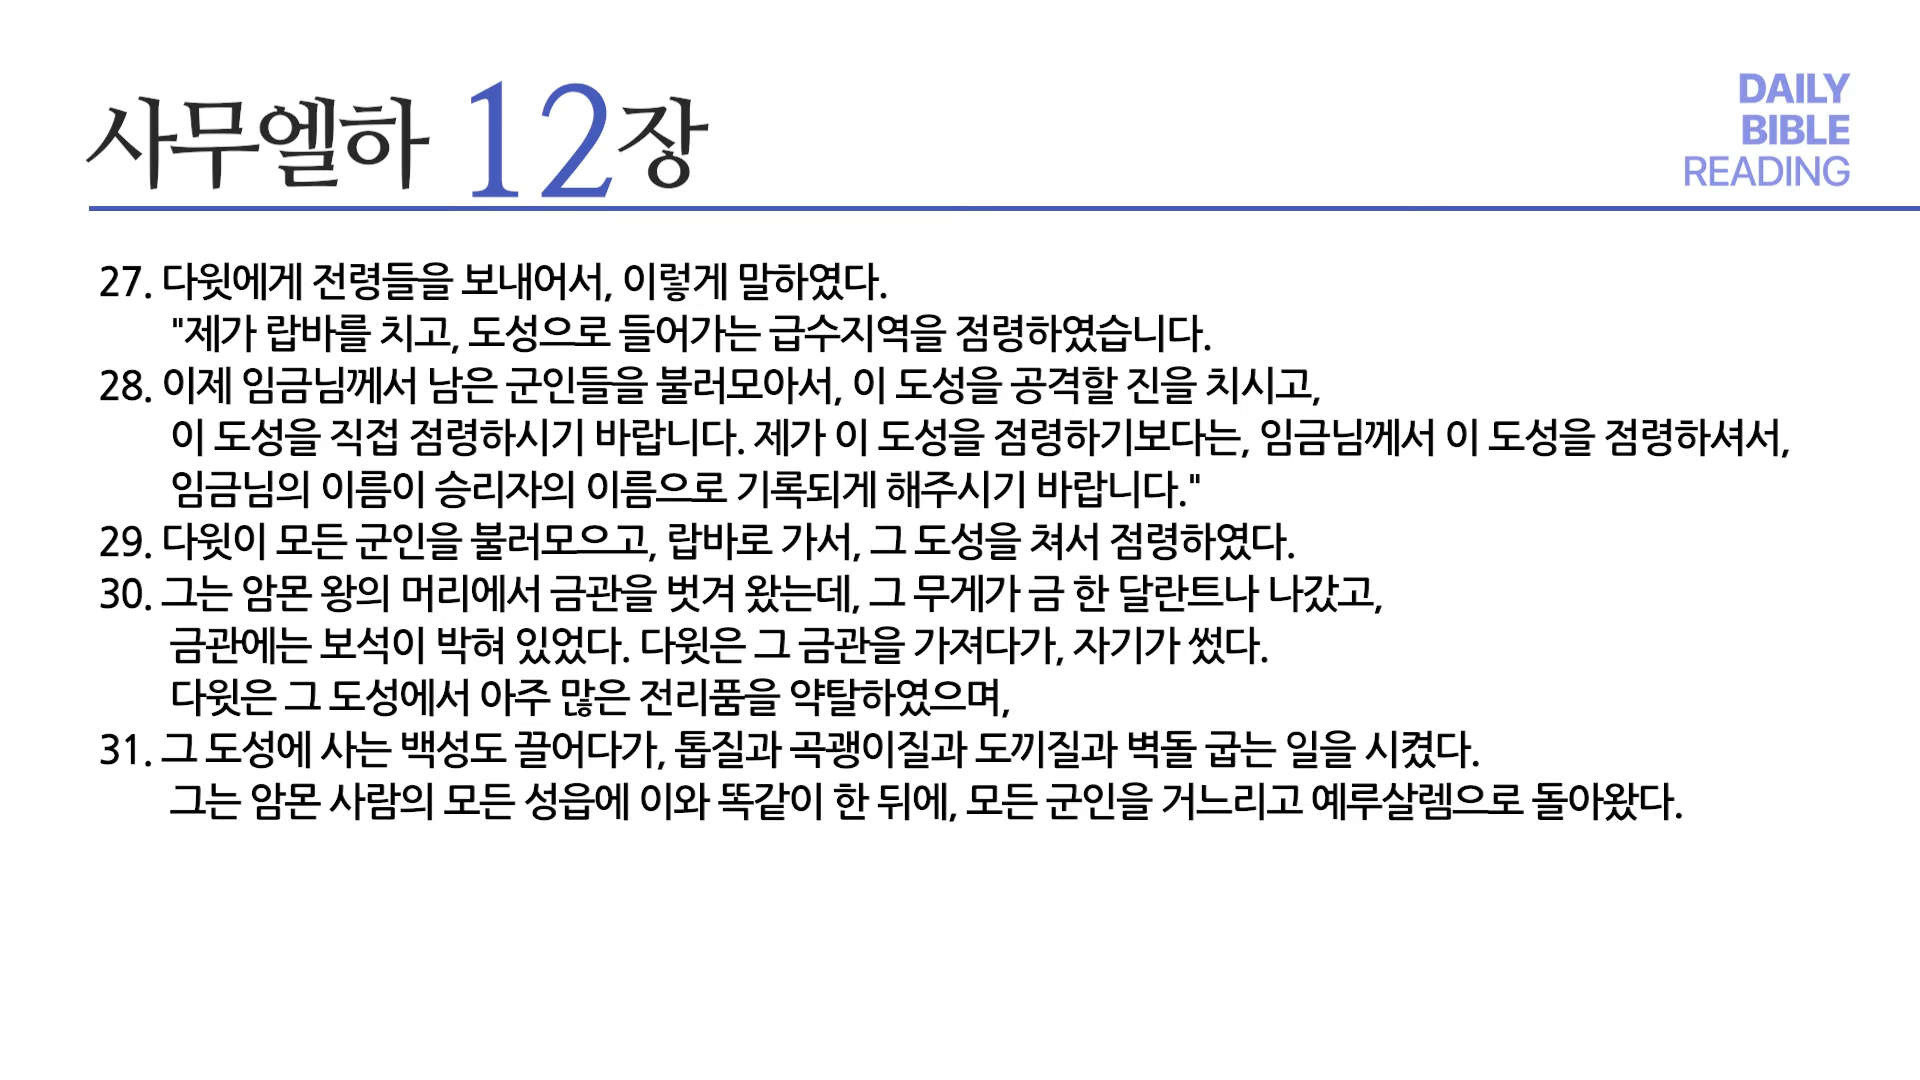 사무엘하 12장
DAILY
BIBLE
READING
27. 다윗에게 전령들을 보내어서, 이렇게 말하였다.
"제가 랍바를 치고, 도성으로 들어가는 급수지역을 점령하였습니다.
28. 이제 임금님께서 남은 군인들을 불러모아서, 이 도성을 공격할 진을 치시고,
이 도성을 직접 점령하시기 바랍니다. 제가 이 도성을 점령하기보다는, 임금님께서 이 도성을 점령하셔서,
임금님의 이름이 승리자의 이름으로 기록되게 해주시기 바랍니다."
29. 다윗이 모든 군인을 불러모으고, 랍바로 가서, 그 도성을 쳐서 점령하였다.
30. 그는 암몬 왕의 머리에서 금관을 벗겨 왔는데, 그 무게가 금 한 달란트나 나갔고,
금관에는 보석이 박혀 있었다. 다윗은 그 금관을 가져다가, 자기가 썼다.
다윗은 그 도성에서 아주 많은 전리품을 약탈하였으며,
31. 그 도성에 사는 백성도 끌어다가, 톱질과 곡괭이질과 도끼질과 벽돌 굽는 일을 시켰다.
그는 암몬 사람의 모든 성읍에 이와 똑같이 한 뒤에, 모든 군인을 거느리고 예루살렘으로 돌아왔다.